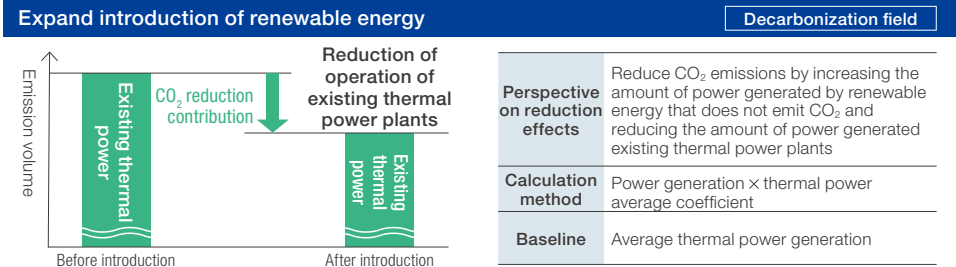 Expand introduction of renewable energy
Decarbonization field
Emission volume
Existing thermal
power
CO₂ reduction
contribution
Reduction of
operation of
existing thermal
power plants
Existing
thermal
power
Before introduction
After introduction
Perspective
on reduction
effects
Reduce CO₂ emissions by increasing the
amount of power generated by renewable
energy that does not emit CO₂ and
reducing the amount of power generated
existing thermal power plants
Calculation
method
Power generation × thermal power
average coefficient
Baseline
Average thermal power generation